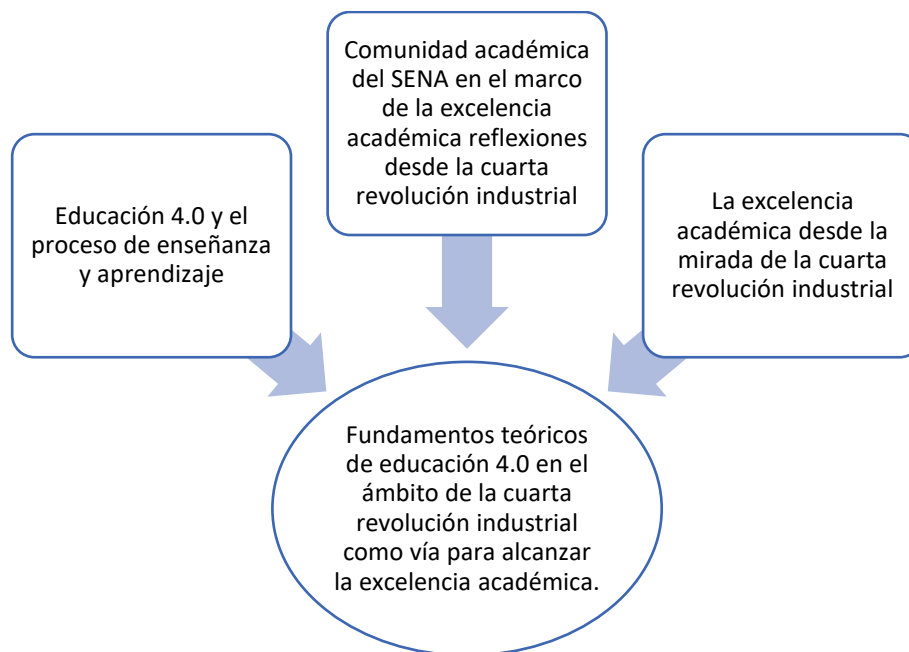 Comunidad académica
del SENA en el marco
de la excelencia
académica reflexiones
desde la cuarta
revolución industrial
Educación 4.0 y el
proceso de enseñanza
y aprendizaje
La excelencia
académica desde la
mirada de la cuarta
revolución industrial
Fundamentos teóricos
de educación 4.0 en el
ámbito de la cuarta
revolución industrial
como vía para alcanzar
la excelencia académica.